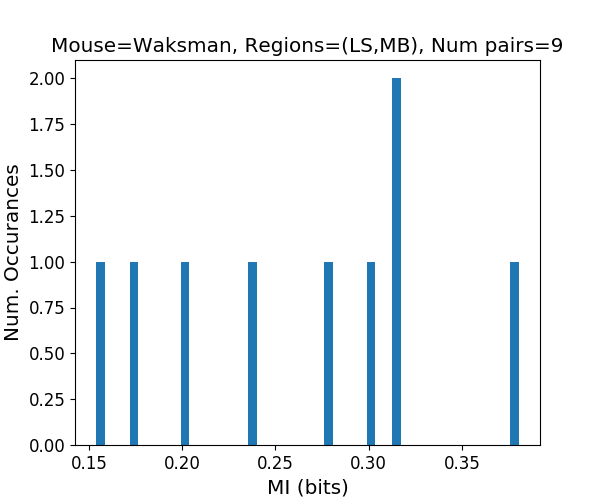 Mouse=Waksman, Regions=(LS,MB), Num pairs=9
2.00
1.75
1.50
1.25
1.00
0.75
0.50
0.25
0.00
Num. Occurances
0.15 0.20 0.25 0.30 0.35
MI (bits)